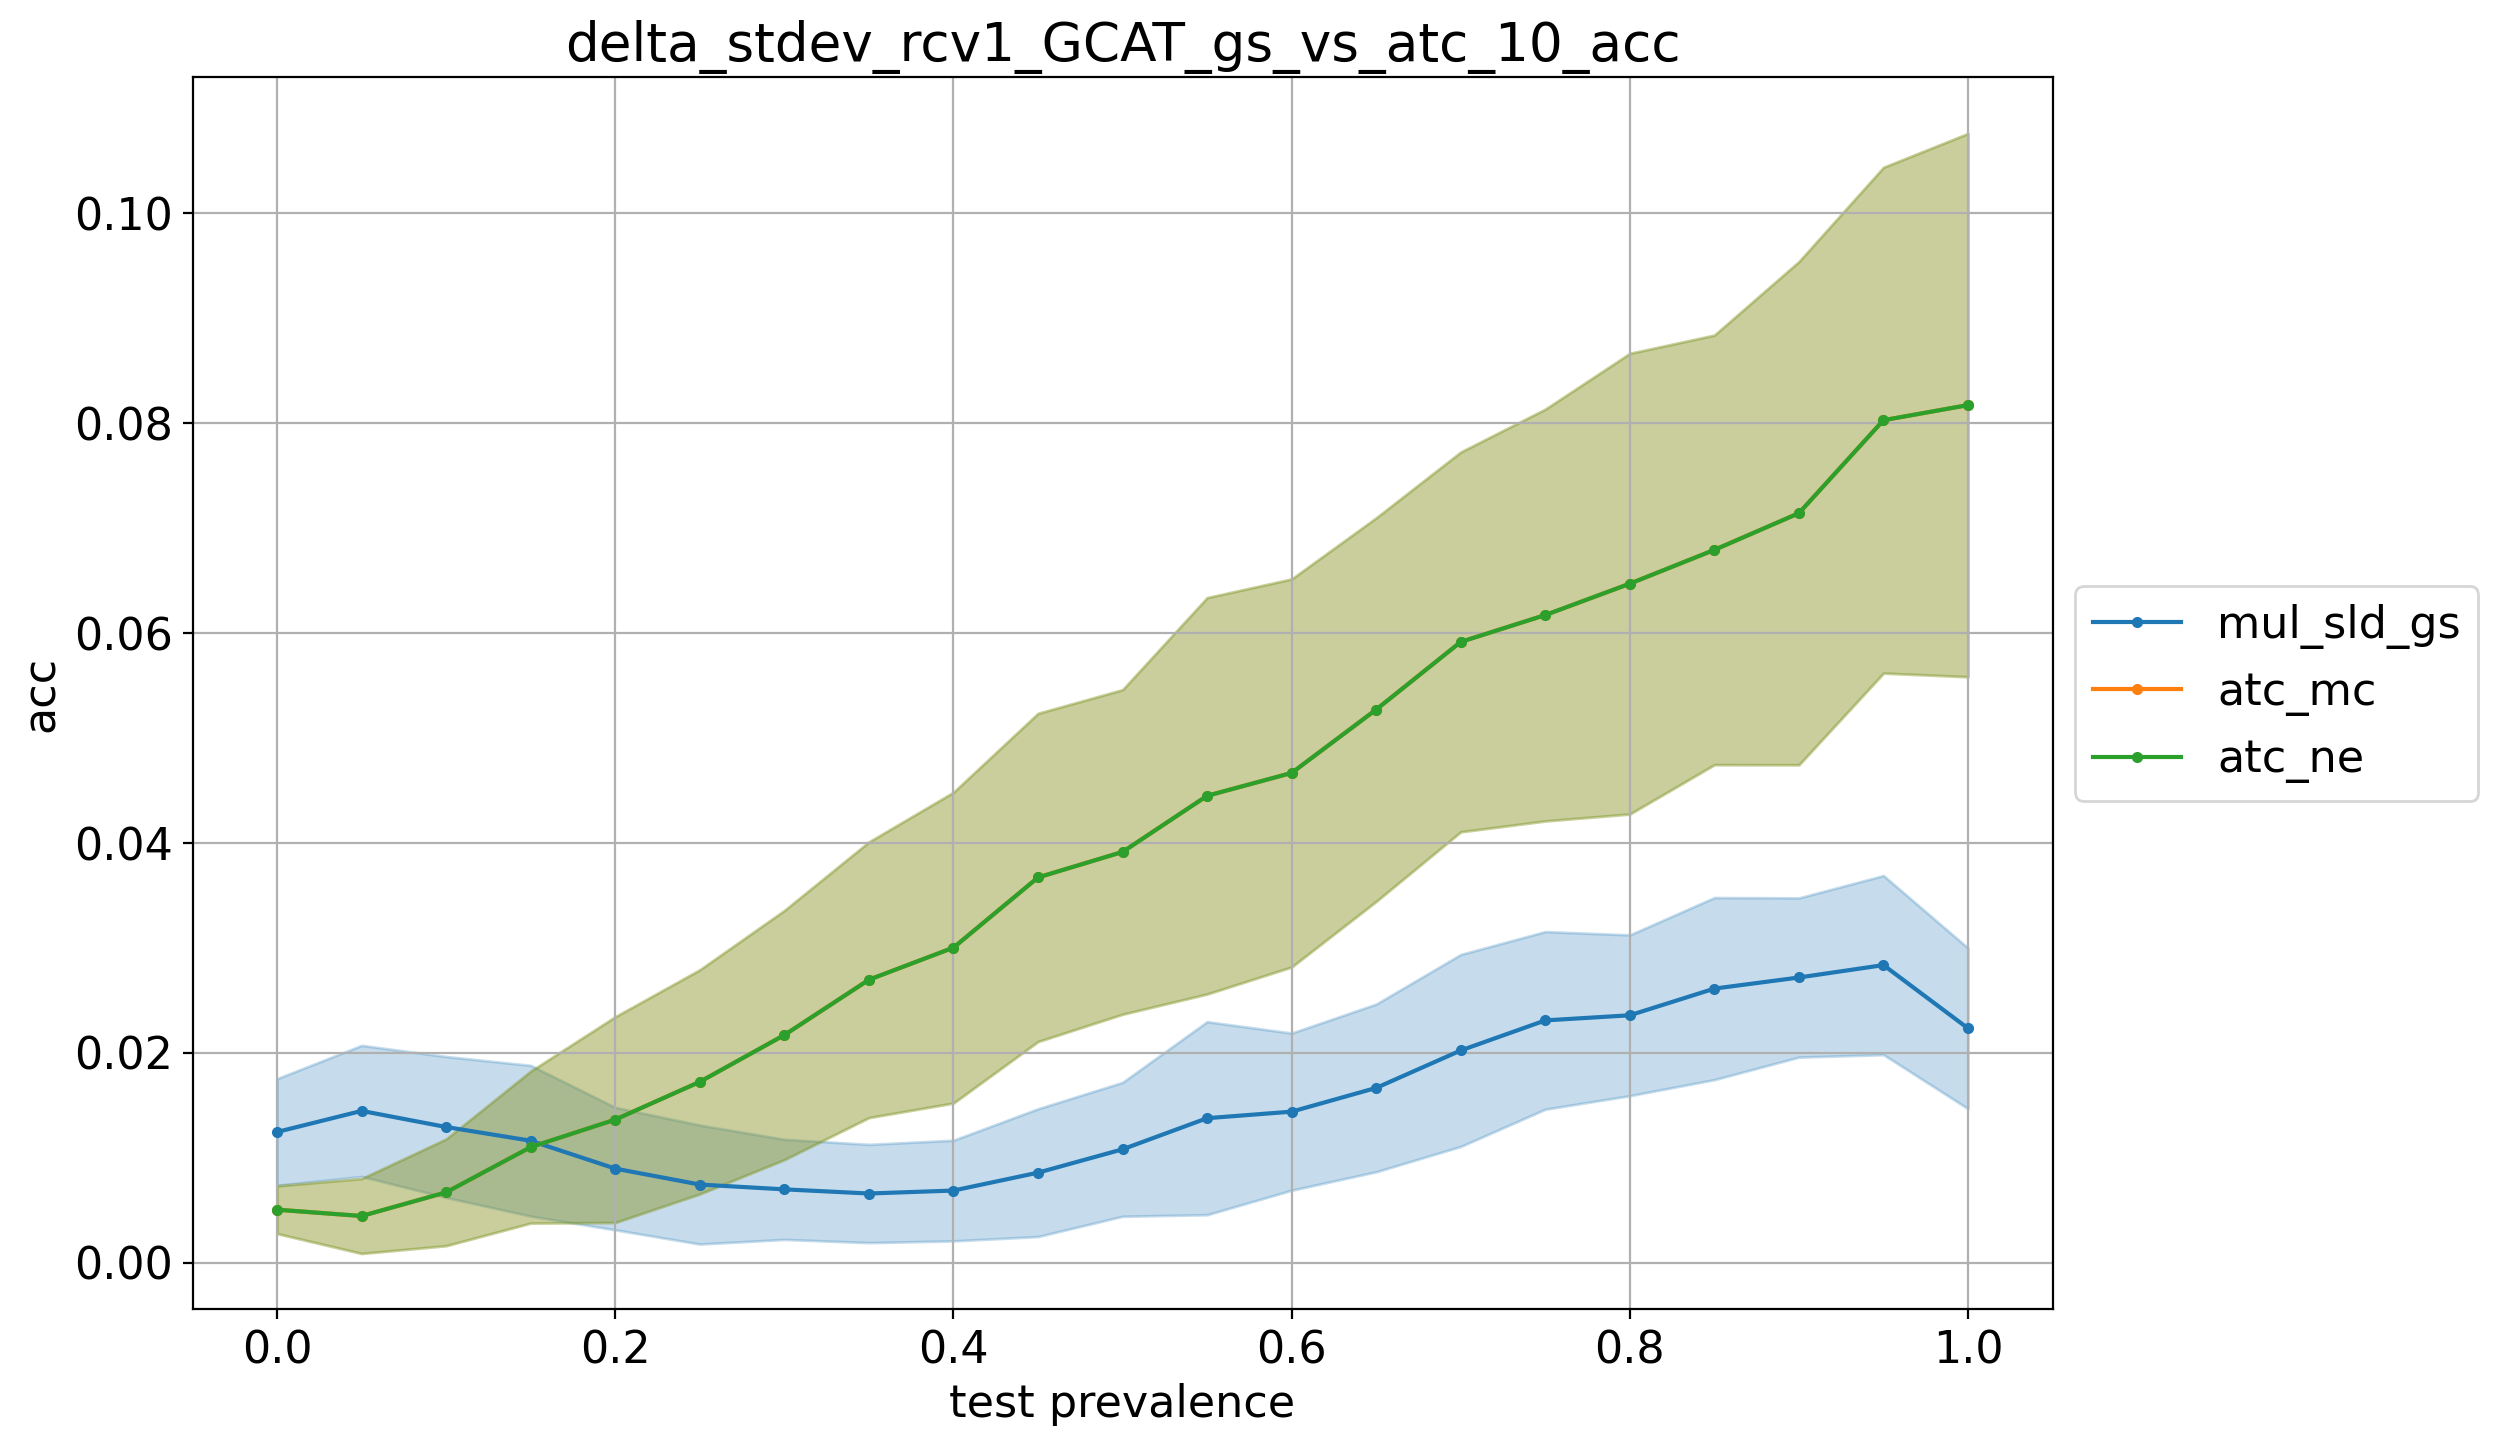 delta_stdev_rcv1_GCAT_gs_vs_atc_10_acc
acc
0.10
0.08
0.06
0.04
0.02
0.00
0.0 0.2 0.4 0.6 0.8 1.0
test prevalence
mul_sld_gs
atc_mc
atc_ne